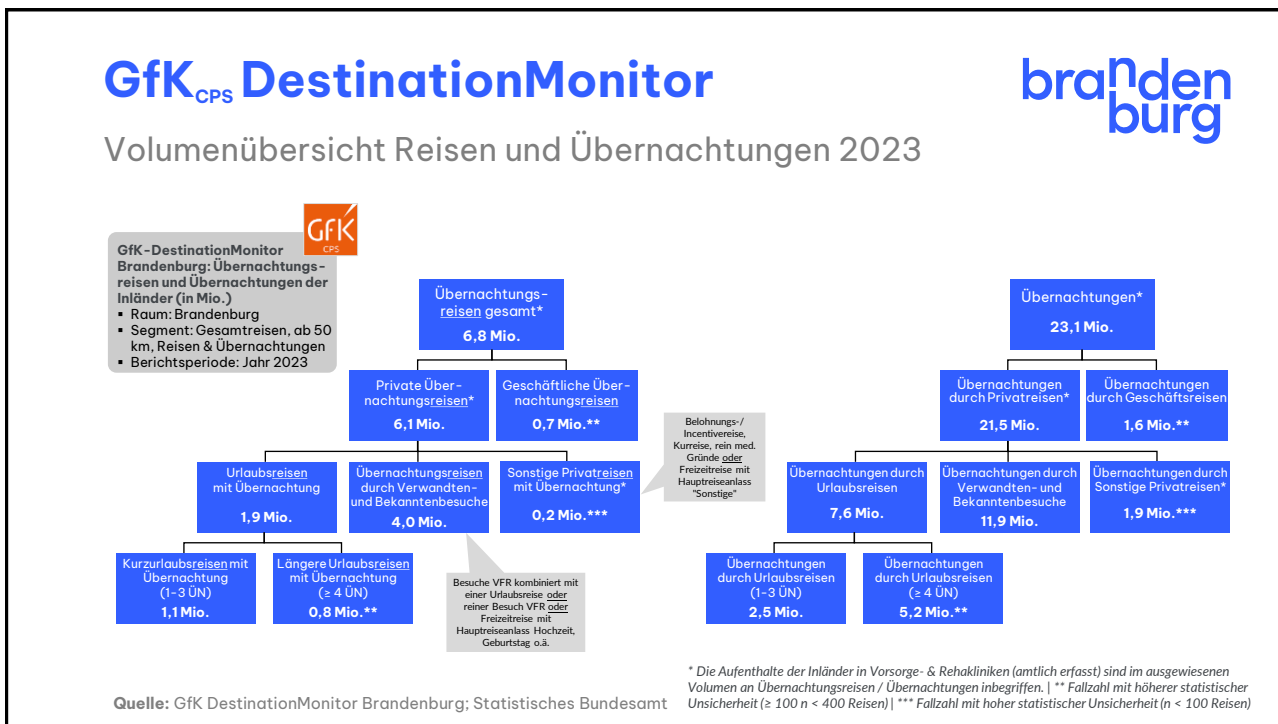 GfK CPS DestinationMonitor
branden
burg
Volumenübersicht Reisen und Übernachtungen 2023
GfK
CPS
GfK-DestinationMonitor
Brandenburg: Übernachtungs-
reisen und Übernachtungen der
Inländer (in Mio.)
▪ Raum: Brandenburg
▪ Segment: Gesamtreisen, ab 50
km, Reisen & Übernachtungen
▪ Berichtsperiode: Jahr 2023
Übernachtungs-
reisen gesamt*
6,8 Mio.
Private Über-
nachtungsreisen*
6,1 Mio.
Geschäftliche Über-
nachtungsreisen
0,7 Mio.**
Urlaubsreisen
mit Übernachtung
1,9 Mio.
Übernachtungsreisen
durch Verwandten-
und Bekanntenbesuche
4,0 Mio.
Sonstige Privatreisen
mit Übernachtung*
0,2 Mio.***
Belohnungs-/
Incentivereise,
Kurreise, rein med.
Gründe oder
Freizeitreise mit
Hauptreiseanlass
"Sonstige"
Kurzurlaubsreisen mit
Übernachtung
(1-3 ÜN)
1,1 Mio.
Längere Urlaubsreisen
mit Übernachtung
(≥ 4 ÜN)
0,8 Mio.**
Besuche VFR kombiniert mit
einer Urlaubsreise oder
reiner Besuch VFR oder
Freizeitreise mit
Hauptreiseanlass Hochzeit,
Geburtstag o.ä.
Übernachtungen*
23,1 Mio.
Übernachtungen
durch Privatreisen*
21,5 Mio.
Übernachtungen
durch Geschäftsreisen
1,6 Mio.**
Übernachtungen durch
Urlaubsreisen
7,6 Mio.
Übernachtungen durch
Verwandten- und
Bekanntenbesuche
11,9 Mio.
Übernachtungen durch
Sonstige Privatreisen*
1,9 Mio.***
Übernachtungen
durch Urlaubsreisen
(1-3 ÜN)
2,5 Mio.
Übernachtungen
durch Urlaubsreisen
(≥ 4 ÜN)
5,2 Mio.**
Quelle: GfK DestinationMonitor Brandenburg; Statistisches Bundesamt
* Die Aufenthalte der Inländer in Vorsorge- & Rehakliniken (amtlich erfasst) sind im ausgewiesenen
Volumen an Übernachtungsreisen / Übernachtungen inbegriffen. | ** Fallzahl mit höherer statistischer
Unsicherheit (≥ 100 n < 400 Reisen) | *** Fallzahl mit hoher statistischer Unsicherheit (n < 100 Reisen)